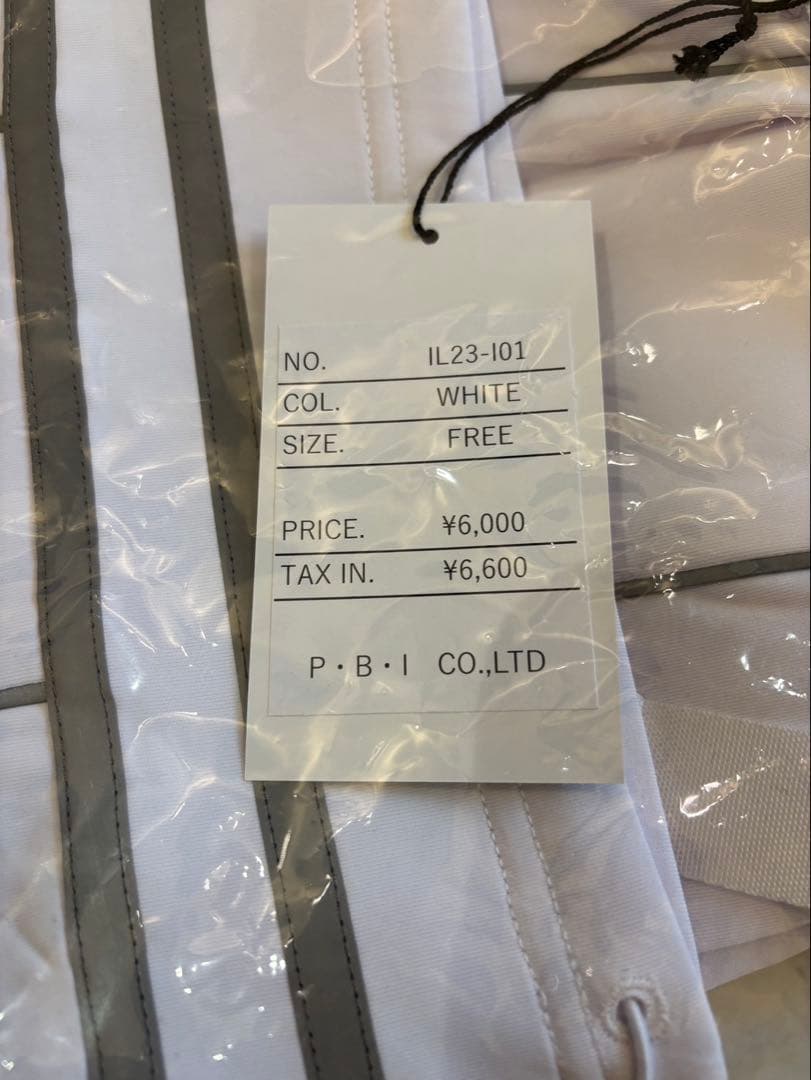 NO. IL23-I01
COL. WHITE
SIZE. FREE
PRICE. ¥6,000
TAX IN. ¥6,600
P・B・I CO.,LTD